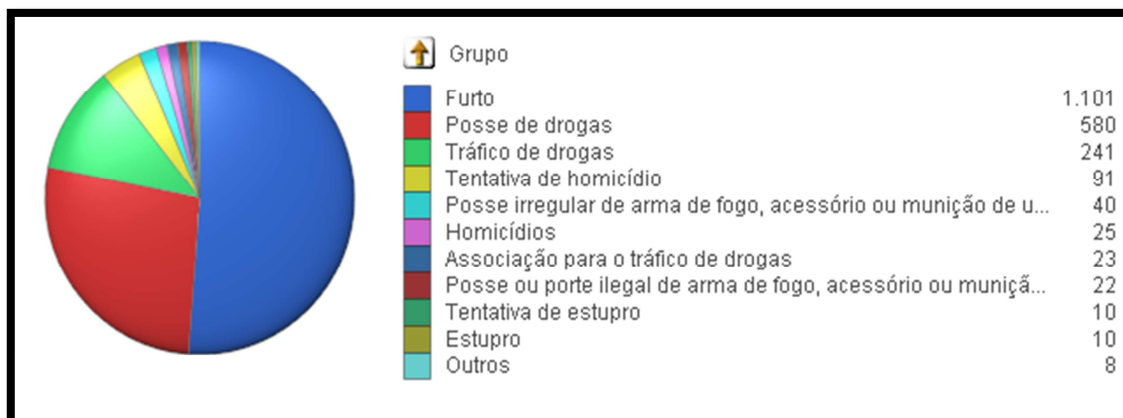 Grupo
Furto 1.101
Posse de drogas 580
Tráfico de drogas 241
Tentativa de homicídio 91
Posse irregular de arma de fogo, acessório ou munição de u... 40
Homicídios 25
Associação para o tráfico de drogas 23
Posse ou porte ilegal de arma de fogo, acessório ou muniçã... 22
Tentativa de estupro 10
Estupro 10
Outros 8